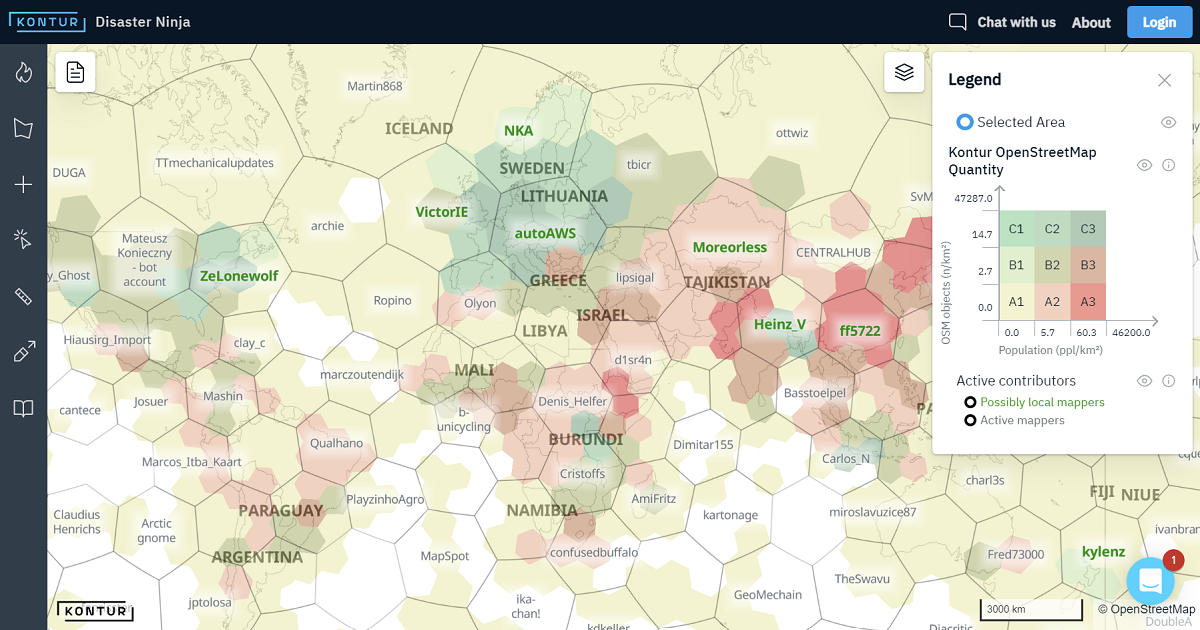 KONTUR
Disaster Ninja
Chat with us
About
Login
Martin868
ICELAND
NKA
ottwiz
TTmechanicalupdates
DUGA
SWEDEN
tbicr
LITHUANIA
SvM
VictorIE
archie
autoAWS
Mateusz
Konieczny
- bot
account
Moreorless
CENTRALHUB
y_Ghost
ZeLonewolf
GREECE
lipsigal
TAJIKISTAN
Ropino
Olyon
ISRAEL
LIBYA
Heinz_V
ff5722
Hiausirg_Import
clay_c
d1sr4n
MALI
marczoutendijk
Josuer
Mashin
Denis_Helfer
Basstoelpel
cantece
b-
unicycling
PA
Qualhano
BURUNDI
Dimitar155
Marcos_Itba_Kaart
Cristoffs
Carlos_N
PlayzinhoAgro
AmiFritz
charl3s
FIJI
NIUE
PARAGUAY
NAMIBIA
kartonage
miroslavuzice87
Claudius
Henrichs
Arctic
gnome
ivanbran
ARGENTINA
MapSpot
confusedbuffalo
Fred73000
kylenz
TheSwavu
GeoMechain
jptolosa
ika-
chan!
kdkeller
Diacritic
DoubleA
KONTUR
3000 km
© OpenStreetMap
1
Legend
Selected Area
Kontur OpenStreetMap
Quantity
47287.0
14.7
2.7
0.0
OSM objects (n/km²)
C1
C2
C3
B1
B2
B3
A1
A2
A3
0.0
5.7
60.3
46200.0
Population (ppl/km²)
Active contributors
Possibly local mappers
Active mappers